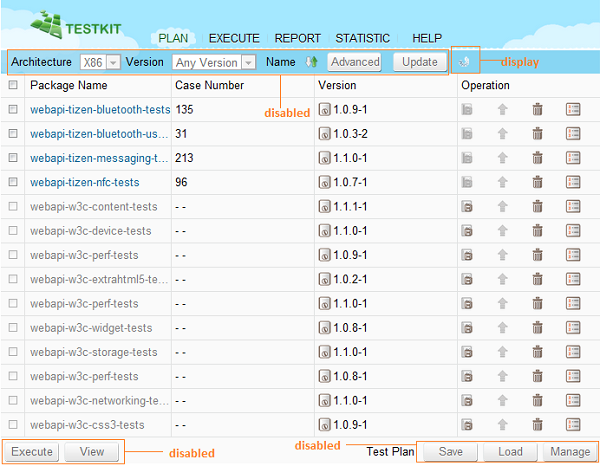 TESTKIT
PLAN EXECUTE REPORT STATISTIC HELP
Architecture X86 Version Any Version Name Advanced Update display
Package Name Case Number Version Operation
disabled
webapi-tizen-bluetooth-tests 135 1.0.9-1
webapi-tizen-bluetooth-us... 31 1.0.3-2
webapi-tizen-messaging-t... 213 1.1.0-1
webapi-tizen-nfc-tests 96 1.0.7-1
webapi-w3c-content-tests - - 1.1.1-1
webapi-w3c-device-tests - - 1.1.0-1
webapi-w3c-perf-tests - - 1.0.9-1
webapi-w3c-extrahtml5-te... - - 1.0.2-1
webapi-w3c-perf-tests - - 1.1.0-1
webapi-w3c-widget-tests - - 1.0.8-1
webapi-w3c-storage-tests - - 1.1.0-1
webapi-w3c-perf-tests - - 1.0.8-1
webapi-w3c-networking-te... - - 1.1.0-1
webapi-w3c-css3-tests - - 1.0.9-1
Execute View disabled disabled Test Plan Save Load Manage